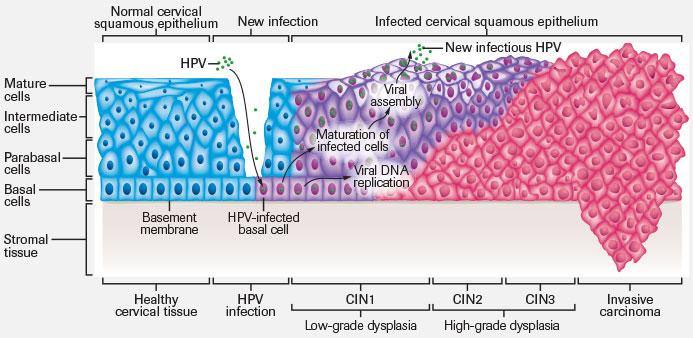 Normal cervical
squamous epithelium
New infection
Infected cervical squamous epithelium
HPV
New infectious HPV
Viral
assembly
Mature
cells
Intermediate
cells
Maturation of
infected cells
Parabasal
cells
Viral DNA
replication
Basal
cells
Basement
membrane
HPV-infected
basal cell
Stromal
tissue
Healthy
cervical tissue
HPV
infection
CIN1
CIN2
CIN3
Invasive
carcinoma
Low-grade dysplasia
High-grade dysplasia